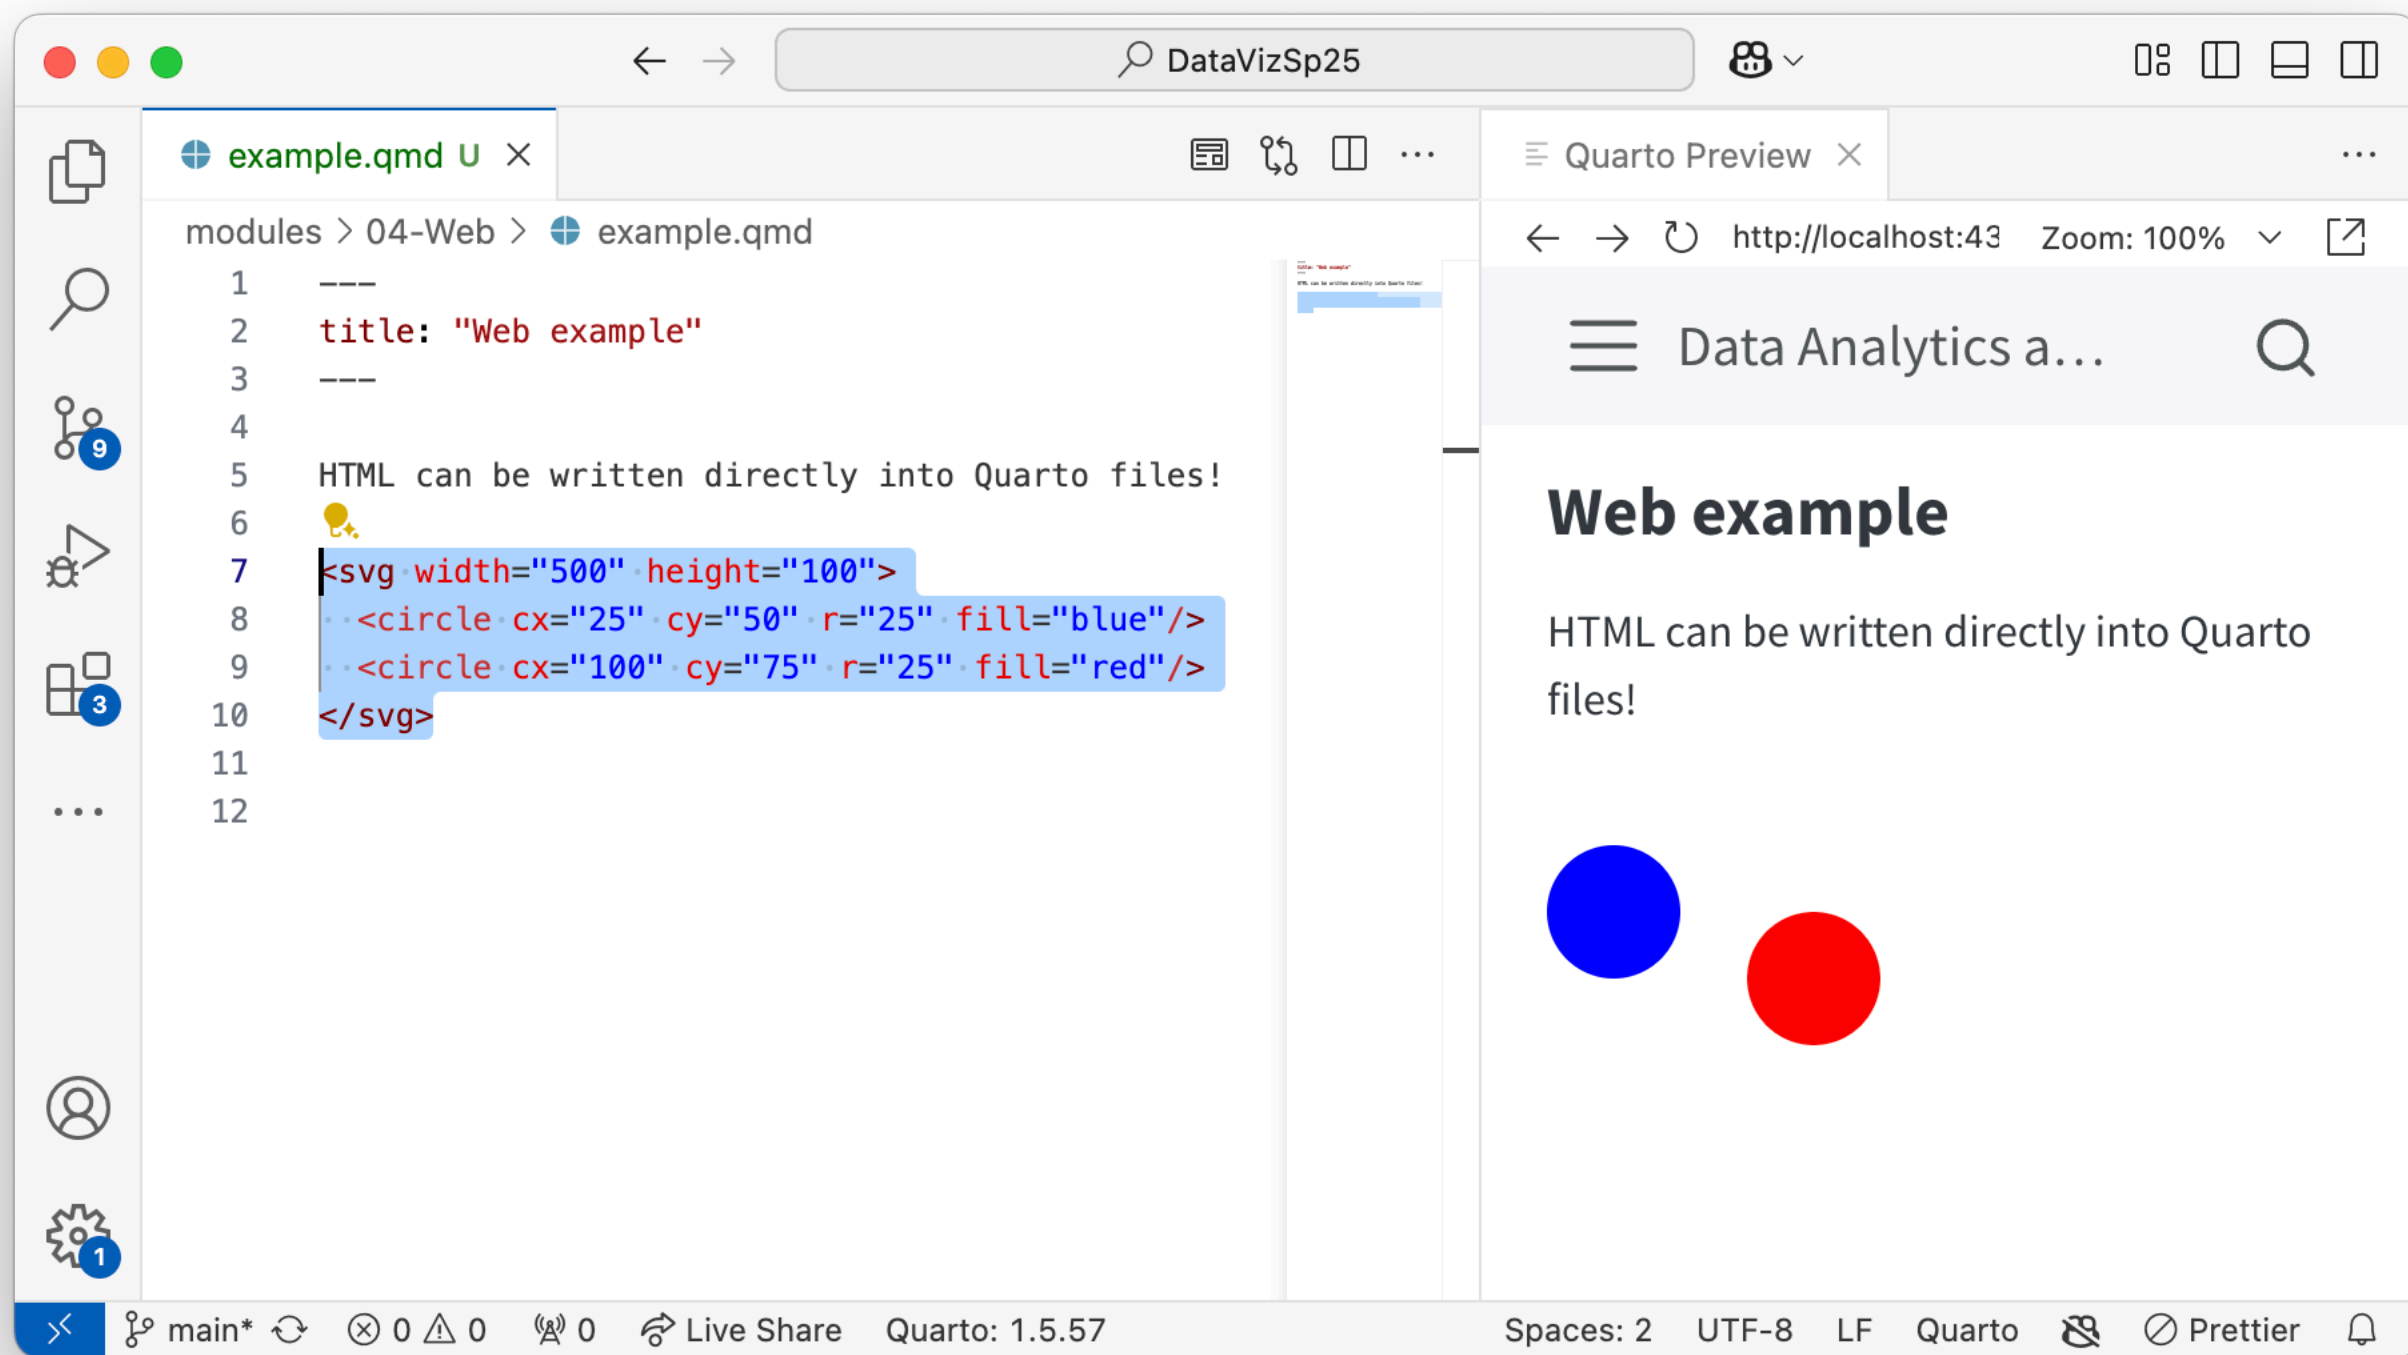 DataVizSp25
example.qmd U
Quarto Preview
modules > 04-Web > example.qmd
http://localhost:43
Zoom: 100%
1 ---
2 title: "Web example"
3 ---
4
5 HTML can be written directly into Quarto files!
6
7 <svg width="500" height="100">
8 <circle cx="25" cy="50" r="25" fill="blue"/>
9 <circle cx="100" cy="75" r="25" fill="red"/>
10 </svg>
11
12
9
3
1
Data Analytics a...
Web example
HTML can be written directly into Quarto
files!
main* 0 0 0 Live Share Quarto: 1.5.57 Spaces: 2 UTF-8 LF Quarto Prettier